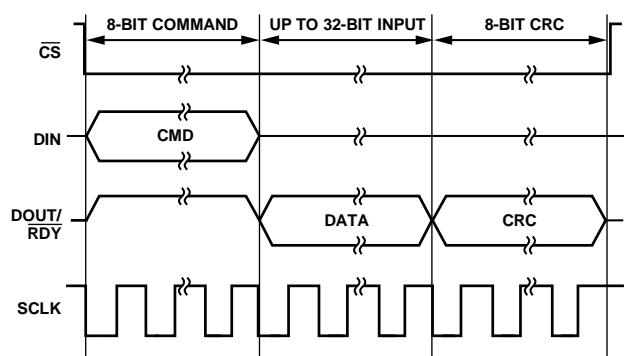 8-BIT COMMAND UP TO 32-BIT INPUT 8-BIT CRC
CS
DIN CMD
DOUT/
RDY DATA CRC
SCLK